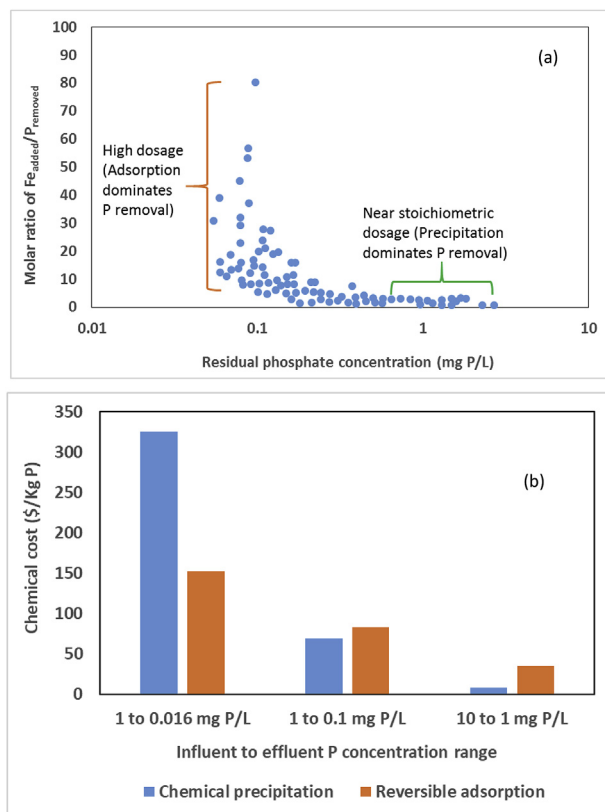 100
90
80
70
60
50
40
30
20
10
0
Molar ratio of Fe_added/P_removed
(a)
High dosage
(Adsorption
dominates
P removal)
Near stoichiometric
dosage (Precipitation
dominates P removal)
0.01 0.1 1 10
Residual phosphate concentration (mg P/L)
350
300
250
200
150
100
50
0
Chemical cost ($/Kg P)
(b)
1 to 0.016 mg P/L 1 to 0.1 mg P/L 10 to 1 mg P/L
Influent to effluent P concentration range
Chemical precipitation Reversible adsorption